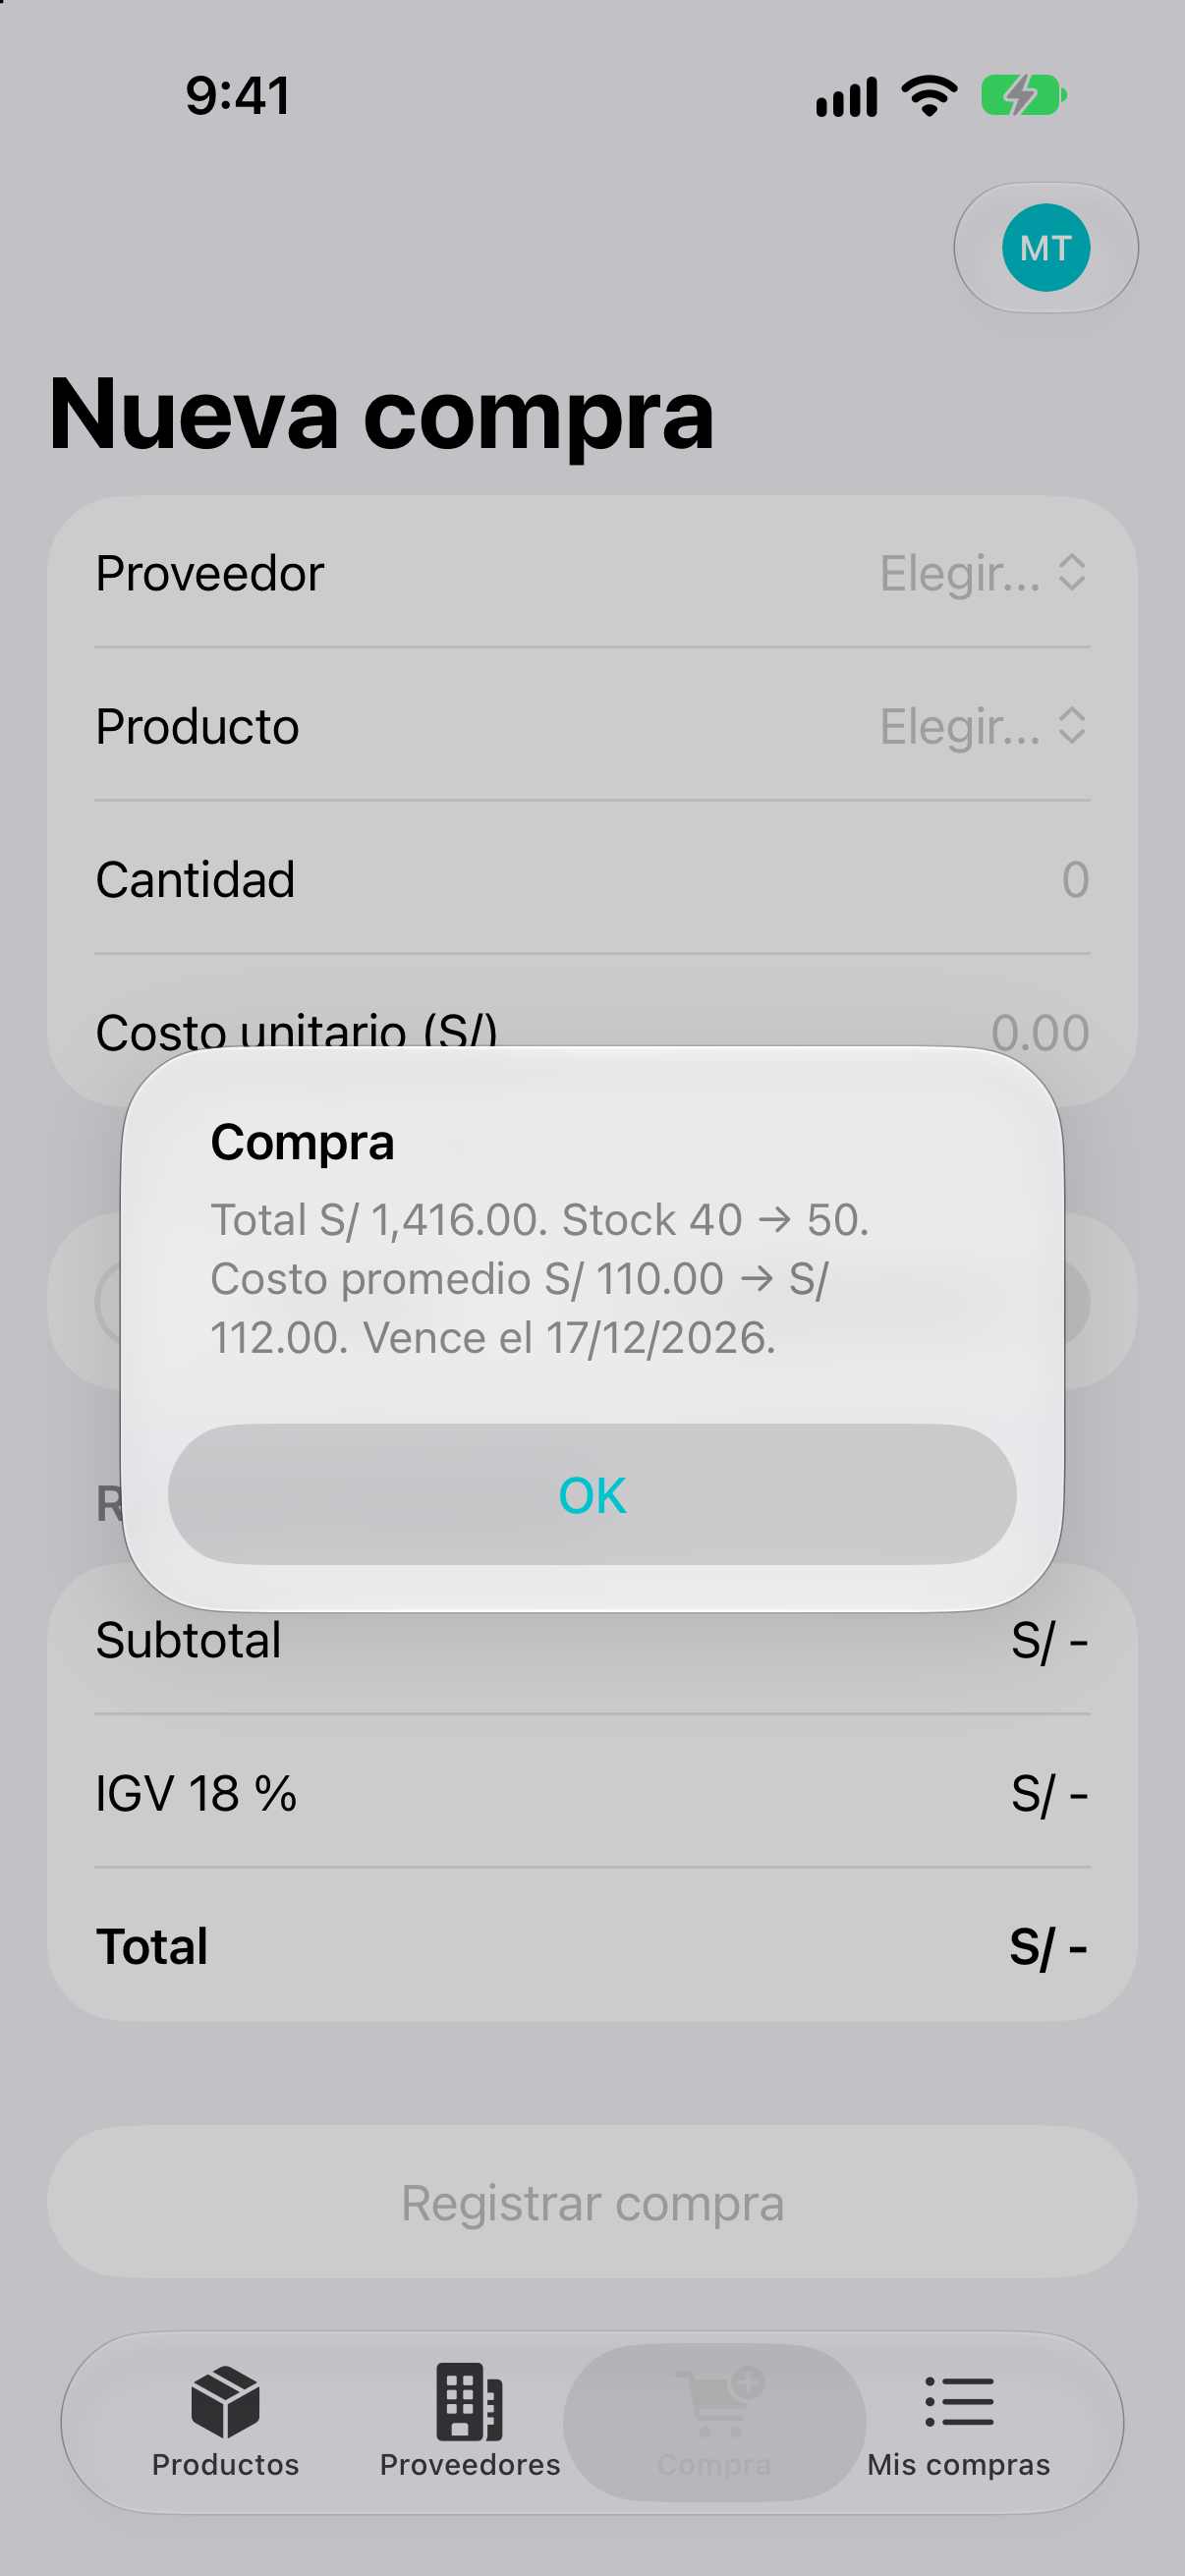 9:41
MT
Nueva compra
Proveedor Elegir...
Producto Elegir...
Cantidad 0
Costo unitario (S/) 0.00
Compra
Total S/ 1,416.00. Stock 40 → 50.
Costo promedio S/ 110.00 → S/
112.00. Vence el 17/12/2026.
OK
Subtotal S/ -
IGV 18 % S/ -
Total S/ -
Registrar compra
Productos Proveedores Compra Mis compras